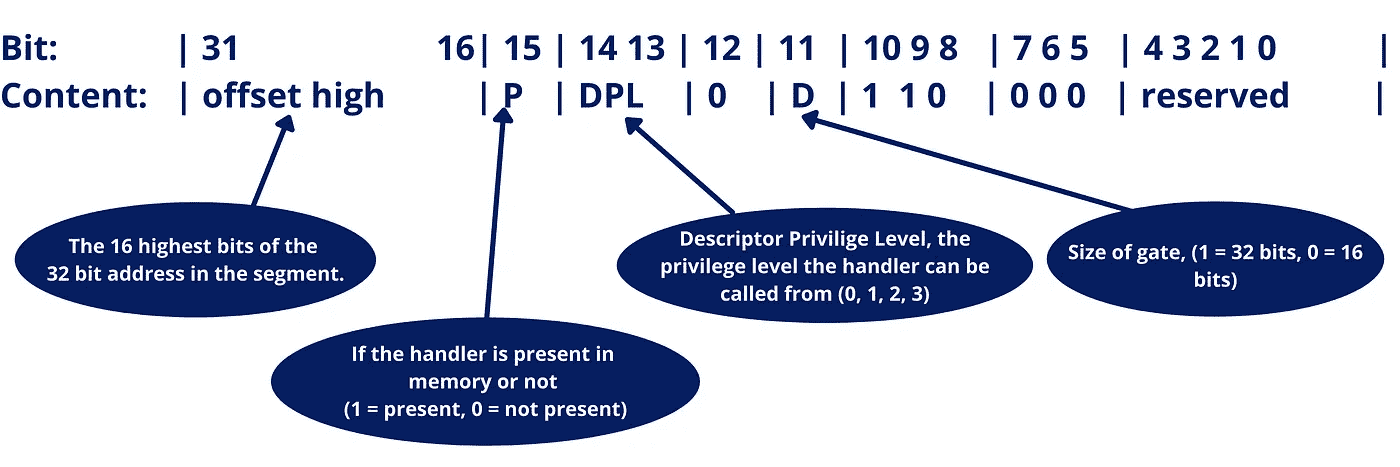 Bit: | 31 16| 15 | 14 13 | 12 | 11 | 10 9 8 | 7 6 5 | 4 3 2 1 0 |
Content: | offset high | P | DPL | 0 | D | 1 1 0 | 0 0 0 | reserved |
The 16 highest bits of the
32 bit address in the segment.
If the handler is present in
memory or not
(1 = present, 0 = not present)
Descriptor Privilige Level, the
privilege level the handler can be
called from (0, 1, 2, 3)
Size of gate, (1 = 32 bits, 0 = 16
bits)